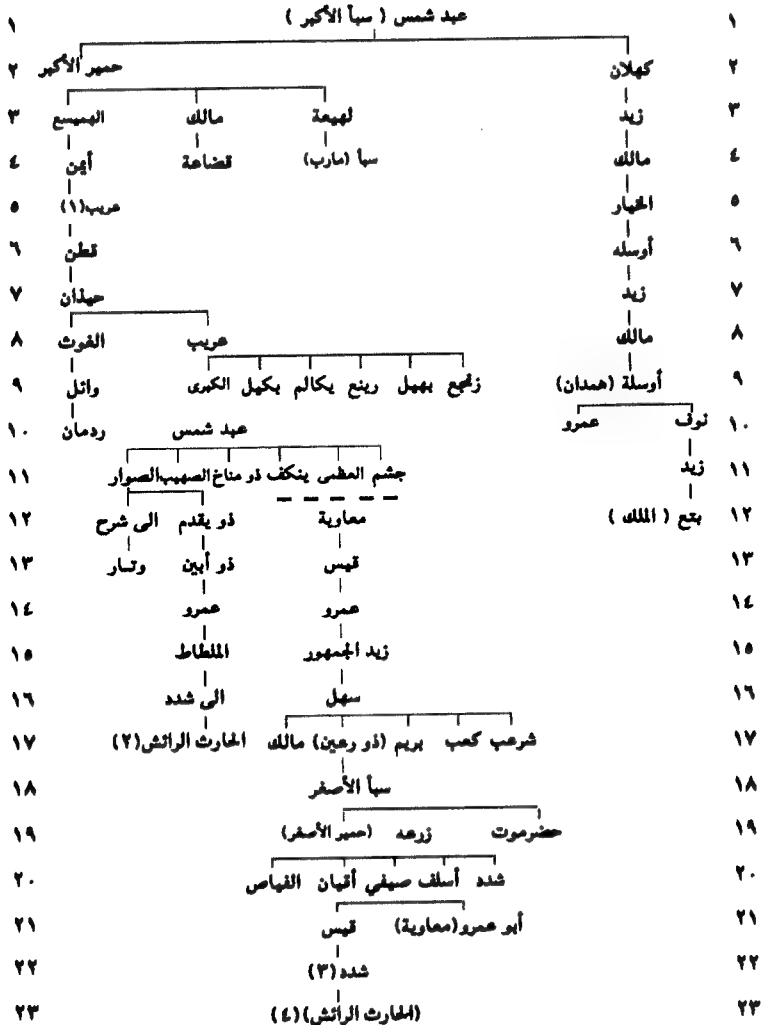 ١ عبد شمس ( سبأ الأكبر ) ١
٢ كهلان حمير الأكبر ٢
٣ زيد لهيعة مالك الهميسع ٣
٤ مالك سبأ (مارب) قضاعة أيمن ٤
٥ الخيار عريب(١) ٥
٦ أوسله قطن ٦
٧ زيد حيدان ٧
٨ مالك عريب الغوث ٨
٩ أوسلة (همدان) زنجع بهيل رينع يكالم بكيل الكبرى وائل ٩
١٠ نوف عمرو عبد شمس ردمان ١٠
١١ زيد جشم العظمى ينكف ذو مناخ الصهيب الصوار ١١
١٢ بتع ( الملك ) معاوية ذو يقدم الى شرح ١٢
١٣ قيس ذو أبين وتار ١٣
١٤ عمرو عمرو ١٤
١٥ زيد الجمهور الملطاط ١٥
١٦ سهل الى شدد ١٦
١٧ شرعب كعب بريم (ذو رعين) مالك الحارث الرائش(٢) ١٧
١٨ سبأ الأصغر ١٨
١٩ حضرموت زرعه (حمير الأصغر) ١٩
٢٠ شدد أسلف صيفي أقيان الفياص ٢٠
٢١ أبو عمرو(معاوية) قيس ٢١
٢٢ شدد(٣) ٢٢
٢٣ (الحارث الرائش)(٤) ٢٣